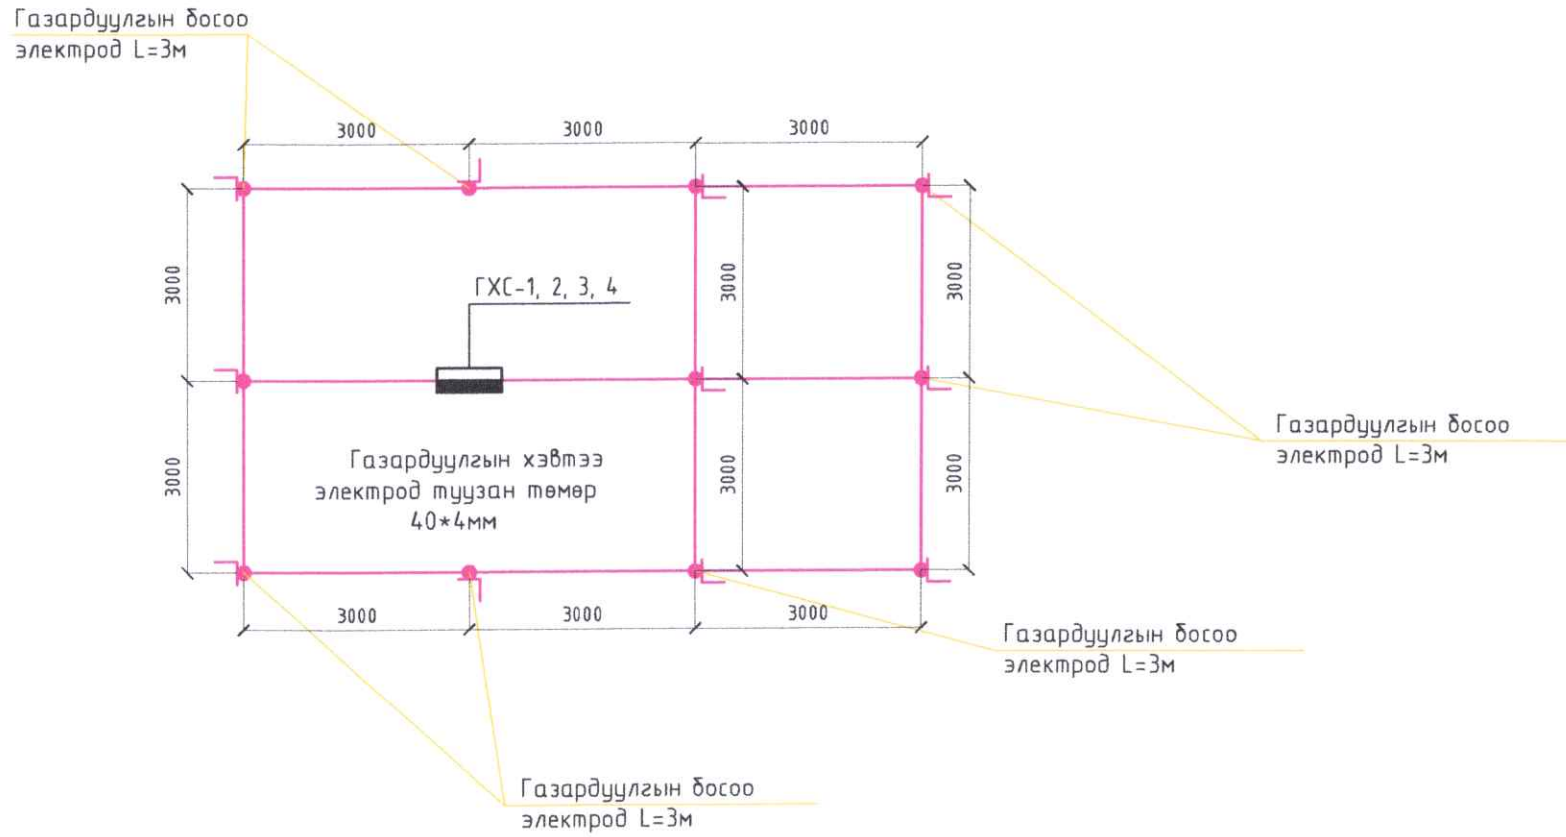 Газардуулгын босоо
электрод L=3м
3000
3000
3000
3000
3000
3000
ГХС-1, 2, 3, 4
Газардуулгын хэвтээ
электрод туузан төмөр
40*4мм
3000
3000
3000
Газардуулгын босоо
электрод L=3м
3000
3000
3000
Газардуулгын босоо
электрод L=3м
Газардуулгын босоо
электрод L=3м